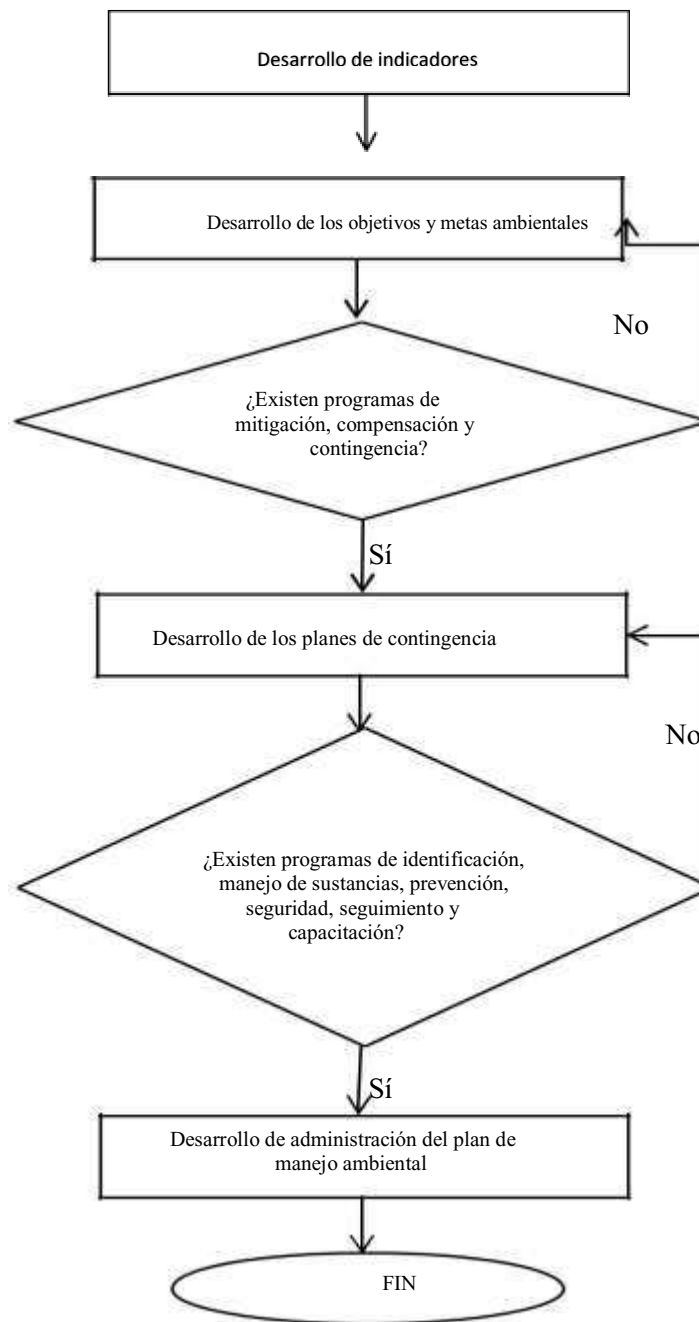 Desarrollo de indicadores
Desarrollo de los objetivos y metas ambientales
No
¿Existen programas de
mitigación, compensación y
contingencia?
Sí
Desarrollo de los planes de contingencia
No
¿Existen programas de identificación,
manejo de sustancias, prevención,
seguridad, seguimiento y
capacitación?
Sí
Desarrollo de administración del plan de
manejo ambiental
FIN